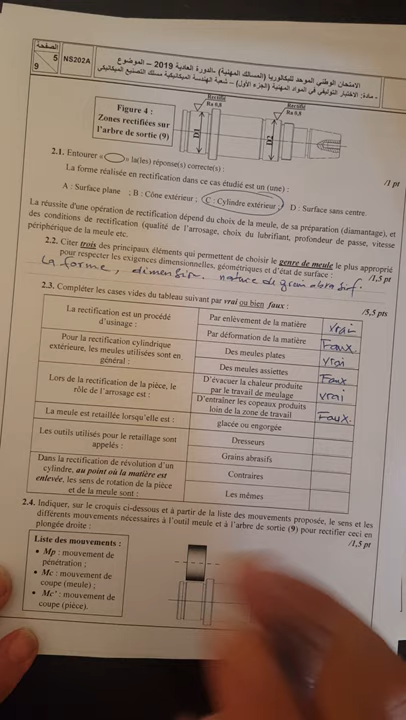 الصفحة
5
9
NS202A
الامتحان الوطني الموحد للبكالوريا (المسالك المهنية) -الدورة العادية 2019 – الموضوع
- مادة: الاختبار التوليفي في المواد المهنية (الجزء الأول) – شعبة الهندسة الميكانيكية مسلك التصنيع الميكانيكي
Figure 4 :
Zones rectifiées sur
l'arbre de sortie (9)
Rectifié
Ra 0,8
Rectifié
Ra 0,8
D1
D2
2.1. Entourer « » la(les) réponse(s) correcte(s) :
/1 pt
La forme réalisée en rectification dans ce cas étudié est un (une) :
A : Surface plane ; B : Cône extérieur ; C : Cylindre extérieur ; D : Surface sans centre.
La réussite d'une opération de rectification dépend du choix de la meule, de sa préparation (diamantage), et
des conditions de rectification (qualité de l'arrosage, choix du lubrifiant, profondeur de passe, vitesse
périphérique de la meule etc.
2.2. Citer trois des principaux éléments qui permettent de choisir le genre de meule le plus approprié
pour respecter les exigences dimensionnelles, géométriques et d'état de surface :
/1,5 pt
La forme, dimension. nature de grain abrasif.
2.3. Compléter les cases vides du tableau suivant par vrai ou bien faux :
/5,5 pts
La rectification est un procédé
d'usinage :
Par enlèvement de la matière
vrai
Par déformation de la matière
Faux.
Pour la rectification cylindrique
extérieure, les meules utilisées sont en
général :
Des meules plates
vrai
Des meules assiettes
Faux
Lors de la rectification de la pièce, le
rôle de l'arrosage est :
D'évacuer la chaleur produite
par le travail de meulage
vrai
D'entraîner les copeaux produits
loin de la zone de travail
Faux.
La meule est retaillée lorsqu'elle est :
glacée ou engorgée
Les outils utilisés pour le retaillage sont
appelés :
Dresseurs
Grains abrasifs
Dans la rectification de révolution d'un
cylindre, au point où la matière est
enlevée, les sens de rotation de la pièce
et de la meule sont :
Contraires
Les mêmes
2.4. Indiquer, sur le croquis ci-dessous et à partir de la liste des mouvements proposée, le sens et les
différents mouvements nécessaires à l'outil meule et à l'arbre de sortie (9) pour rectifier ceci en
plongée droite :
/1,5 pt
Liste des mouvements :
• Mp : mouvement de
pénétration ;
• Mc : mouvement de
coupe (meule) ;
• Mc' : mouvement de
coupe (pièce).